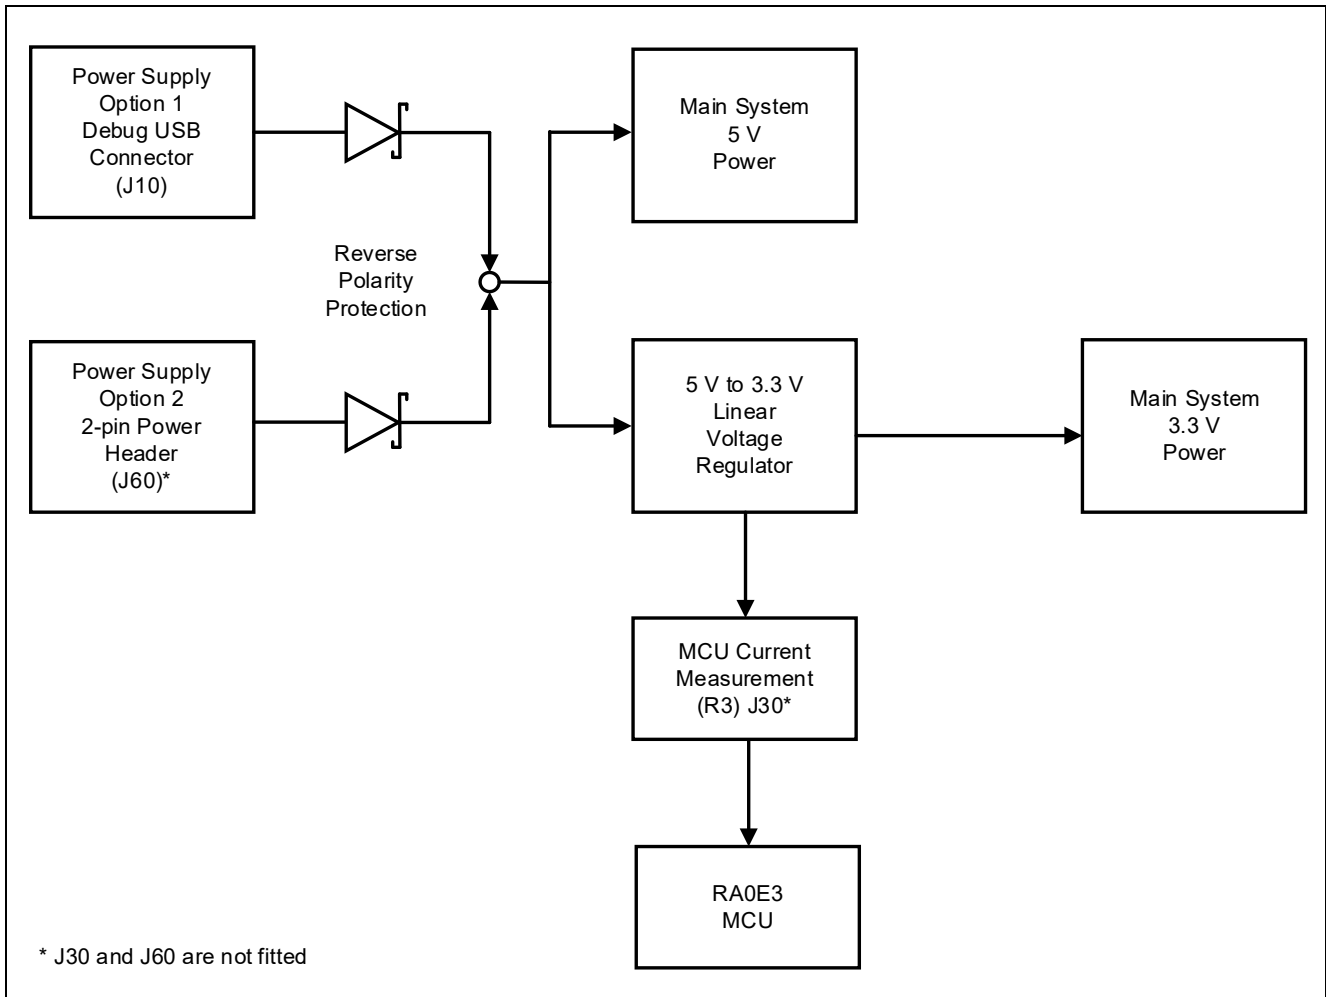 Power Supply
Option 1
Debug USB
Connector
(J10)
Main System
5 V
Power
Reverse
Polarity
Protection
Power Supply
Option 2
2-pin Power
Header
(J60)*
5 V to 3.3 V
Linear
Voltage
Regulator
Main System
3.3 V
Power
MCU Current
Measurement
(R3) J30*
RA0E3
MCU
* J30 and J60 are not fitted